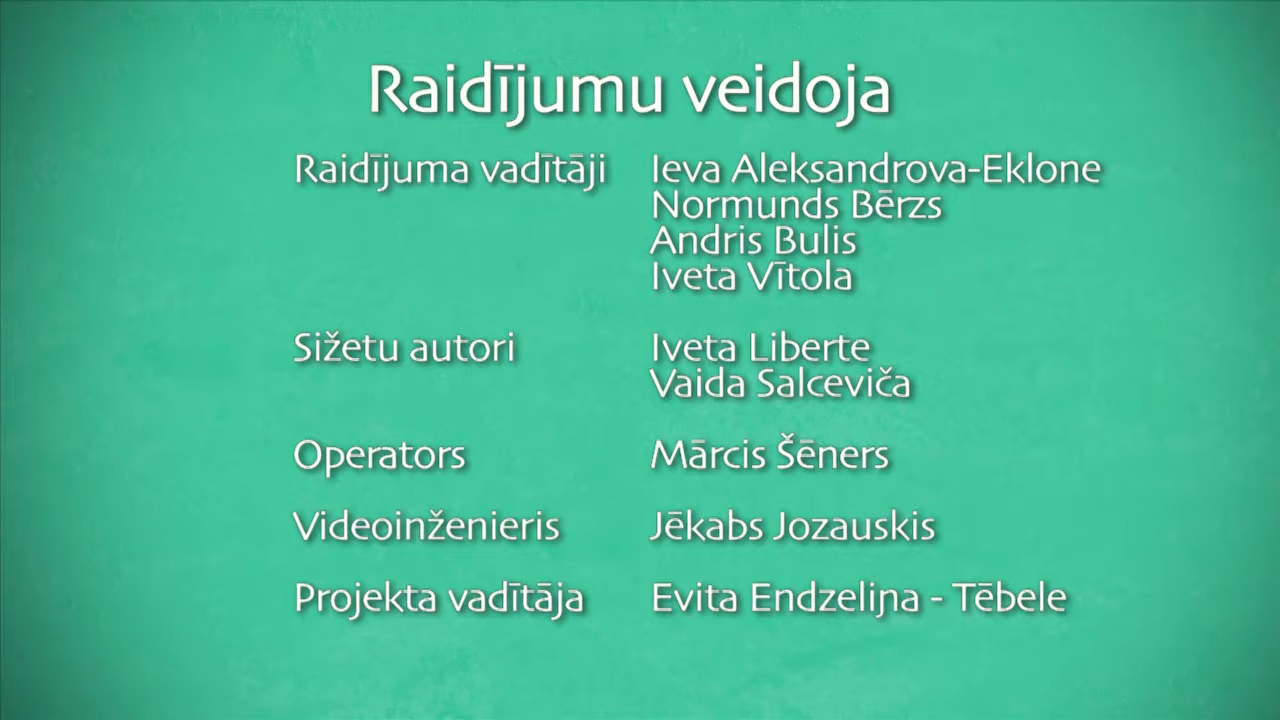 Raidījumu veidoja
Raidījuma vadītāji Ieva Aleksandrova-Eklone
Normunds Bērzs
Andris Bulis
Iveta Vītola
Sižetu autori Iveta Liberte
Vaida Salceviča
Operators Mārcis Šēners
Videoinženieris Jēkabs Jozauskis
Projekta vadītāja Evita Endzeliņa - Tēbele